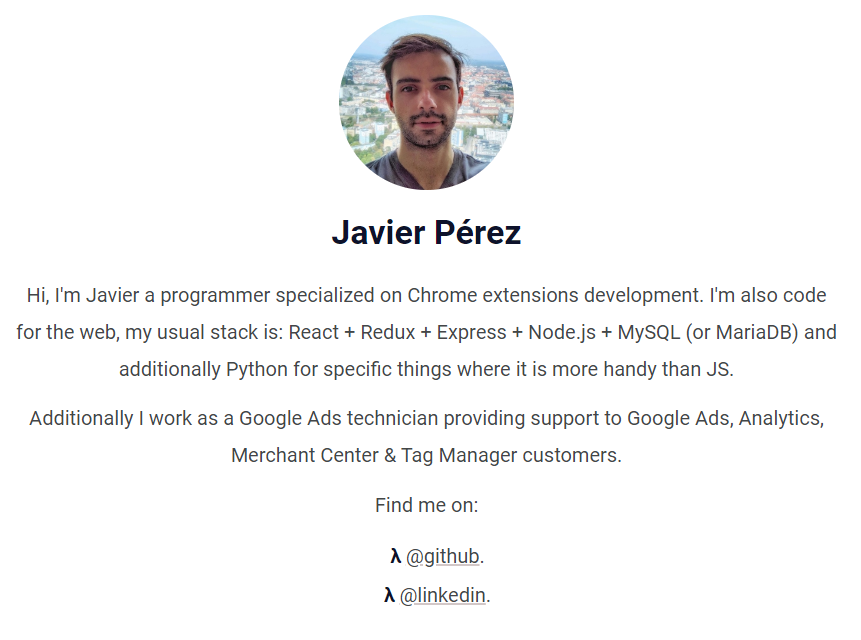 Javier Pérez
Hi, I'm Javier a programmer specialized on Chrome extensions development. I'm also code
for the web, my usual stack is: React + Redux + Express + Node.js + MySQL (or MariaDB) and
additionally Python for specific things where it is more handy than JS.
Additionally I work as a Google Ads technician providing support to Google Ads, Analytics,
Merchant Center & Tag Manager customers.
Find me on:
λ @github.
λ @linkedin.